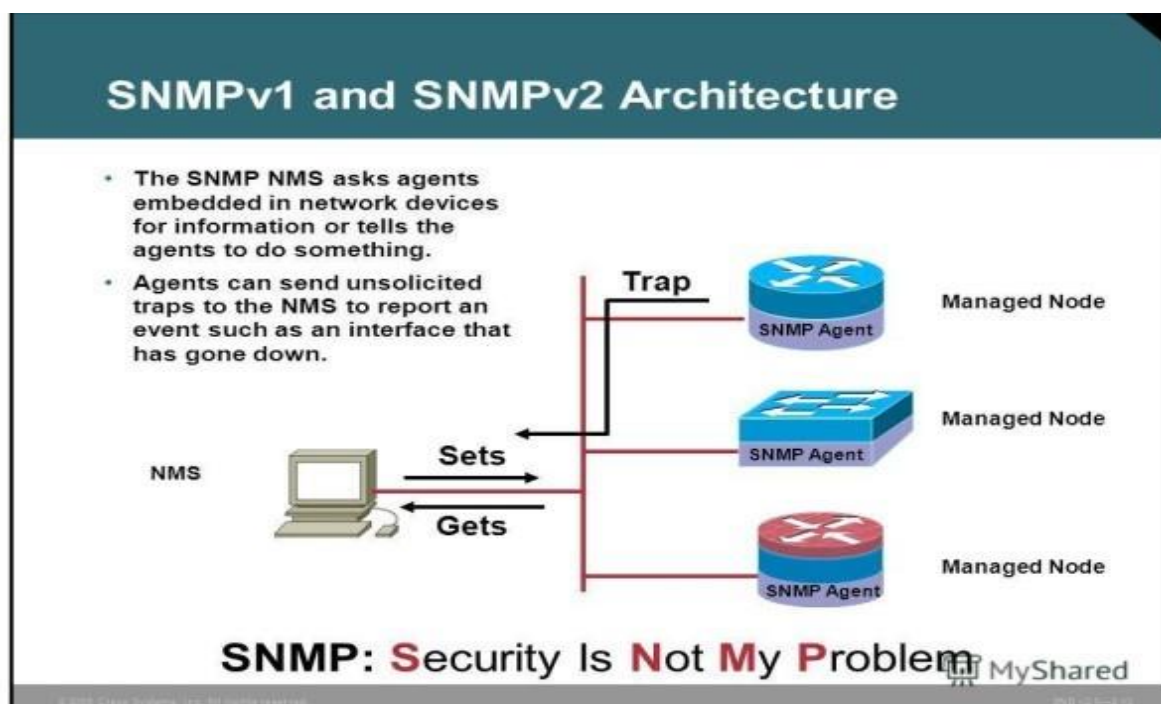 SNMPv1 and SNMPv2 Architecture
• The SNMP NMS asks agents
embedded in network devices
for information or tells the
agents to do something.
• Agents can send unsolicited
traps to the NMS to report an
event such as an interface that
has gone down.
Trap
SNMP Agent
Managed Node
SNMP Agent
Managed Node
NMS
Sets
Gets
SNMP Agent
Managed Node
SNMP: Security Is Not My Problem
MyShared